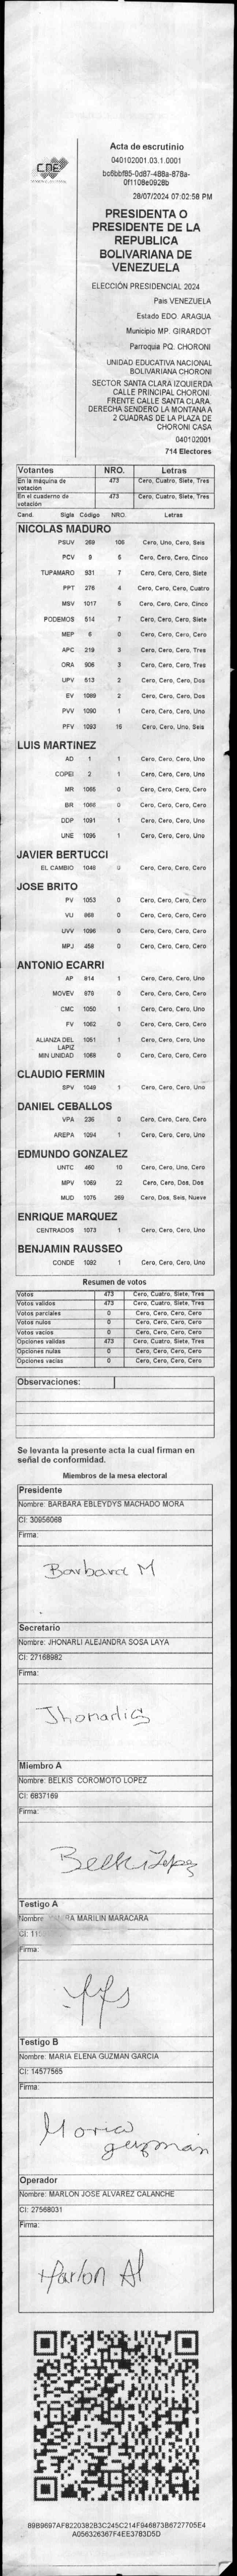 CNE
Acta de escrutinio
040102001.03.1.0001
bc6bbf85-0d87-488a-878a-
0f1108e0928b
28/07/2024 07:02:58 PM
PRESIDENTA O
PRESIDENTE DE LA
REPUBLICA
BOLIVARIANA DE
VENEZUELA
ELECCIÓN PRESIDENCIAL 2024
Pais VENEZUELA
Estado EDO. ARAGUA
Municipio MP. GIRARDOT
Parroquia PQ. CHORONI
UNIDAD EDUCATIVA NACIONAL
BOLIVARIANA CHORONI
SECTOR SANTA CLARA IZQUIERDA
CALLE PRINCIPAL CHORONI.
FRENTE CALLE SANTA CLARA.
DERECHA SENDERO LA MONTANA A
2 CUADRAS DE LA PLAZA DE
CHORONI CASA
040102001
714 Electores
Votantes NRO. Letras
En la máquina de votación 473 Cero, Cuatro, Siete, Tres
En el cuaderno de votación 473 Cero, Cuatro, Siete, Tres
Cand. Sigla Código NRO. Letras
NICOLAS MADURO
PSUV 269 106 Cero, Uno, Cero, Seis
PCV 9 5 Cero, Cero, Cero, Cinco
TUPAMARO 931 7 Cero, Cero, Cero, Siete
PPT 276 4 Cero, Cero, Cero, Cuatro
MSV 1017 5 Cero, Cero, Cero, Cinco
PODEMOS 514 7 Cero, Cero, Cero, Siete
MEP 6 0 Cero, Cero, Cero, Cero
APC 219 3 Cero, Cero, Cero, Tres
ORA 906 3 Cero, Cero, Cero, Tres
UPV 513 2 Cero, Cero, Cero, Dos
EV 1089 2 Cero, Cero, Cero, Dos
PVV 1090 1 Cero, Cero, Cero, Uno
PFV 1093 16 Cero, Cero, Uno, Seis
LUIS MARTINEZ
AD 1 1 Cero, Cero, Cero, Uno
COPEI 2 1 Cero, Cero, Cero, Uno
MR 1065 0 Cero, Cero, Cero, Cero
BR 1066 0 Cero, Cero, Cero, Cero
DDP 1091 1 Cero, Cero, Cero, Uno
UNE 1095 1 Cero, Cero, Cero, Uno
JAVIER BERTUCCI
EL CAMBIO 1046 0 Cero, Cero, Cero, Cero
JOSE BRITO
PV 1053 0 Cero, Cero, Cero, Cero
VU 868 0 Cero, Cero, Cero, Cero
UVV 1096 0 Cero, Cero, Cero, Cero
MPJ 458 0 Cero, Cero, Cero, Cero
ANTONIO ECARRI
AP 814 1 Cero, Cero, Cero, Uno
MOVEV 979 0 Cero, Cero, Cero, Cero
CMC 1050 1 Cero, Cero, Cero, Uno
FV 1062 0 Cero, Cero, Cero, Cero
ALIANZA DEL LAPIZ 1051 1 Cero, Cero, Cero, Uno
MIN UNIDAD 1068 0 Cero, Cero, Cero, Cero
CLAUDIO FERMIN
SPV 1049 1 Cero, Cero, Cero, Uno
DANIEL CEBALLOS
VPA 236 0 Cero, Cero, Cero, Cero
AREPA 1094 1 Cero, Cero, Cero, Uno
EDMUNDO GONZALEZ
UNTC 460 10 Cero, Cero, Uno, Cero
MPV 1069 22 Cero, Cero, Dos, Dos
MUD 1075 269 Cero, Dos, Seis, Nueve
ENRIQUE MARQUEZ
CENTRADOS 1073 1 Cero, Cero, Cero, Uno
BENJAMIN RAUSSEO
CONDE 1092 1 Cero, Cero, Cero, Uno
Resumen de votos
Votos 473 Cero, Cuatro, Siete, Tres
Votos validos 473 Cero, Cuatro, Siete, Tres
Votos parciales 0 Cero, Cero, Cero, Cero
Votos nulos 0 Cero, Cero, Cero, Cero
Votos vacios 0 Cero, Cero, Cero, Cero
Opciones validas 473 Cero, Cuatro, Siete, Tres
Opciones nulas 0 Cero, Cero, Cero, Cero
Opciones vacias 0 Cero, Cero, Cero, Cero
Observaciones:
Se levanta la presente acta la cual firman en
señal de conformidad.
Miembros de la mesa electoral
Presidente
Nombre: BARBARA EBLEYDYS MACHADO MORA
CI: 30956068
Firma:
Barbara M
Secretario
Nombre: JHONARLI ALEJANDRA SOSA LAYA
CI: 27168982
Firma:
Miembro A
Nombre: BELKIS COROMOTO LOPEZ
CI: 6837169
Firma:
Belkis Lopez
Testigo A
Nombre: MARILIN MARACARA
CI: 11
Firma:
Testigo B
Nombre: MARIA ELENA GUZMAN GARCIA
CI: 14577565
Firma:
Maria
guzman
Operador
Nombre: MARLON JOSE ALVAREZ CALANCHE
CI: 27568031
Firma:
Marlon Al
89B9697AFB220382B3C245C214F946873B6727705E4
A056326367F4EE3783D5D